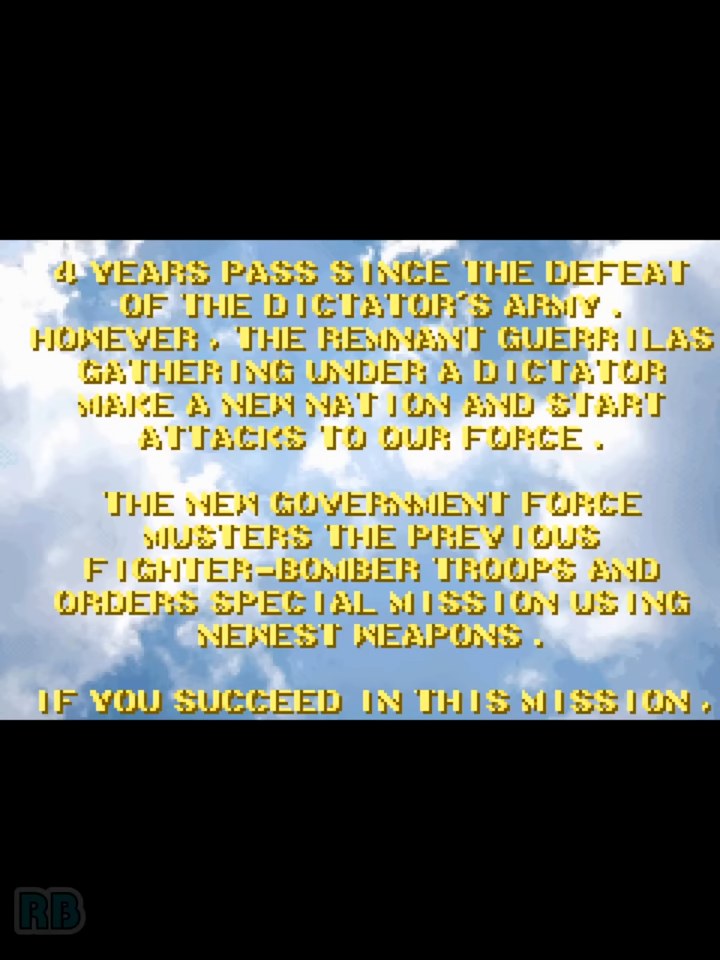 4 YEARS PASS SINCE THE DEFEAT
OF THE DICTATOR'S ARMY .
HOWEVER , THE REMNANT GUERRILAS
GATHERING UNDER A DICTATOR
MAKE A NEW NATION AND START
ATTACKS TO OUR FORCE .
THE NEW GOVERNMENT FORCE
MUSTERS THE PREVIOUS
FIGHTER-BOMBER TROOPS AND
ORDERS SPECIAL MISSION USING
NEWEST WEAPONS .
IF YOU SUCCEED IN THIS MISSION ,
RB